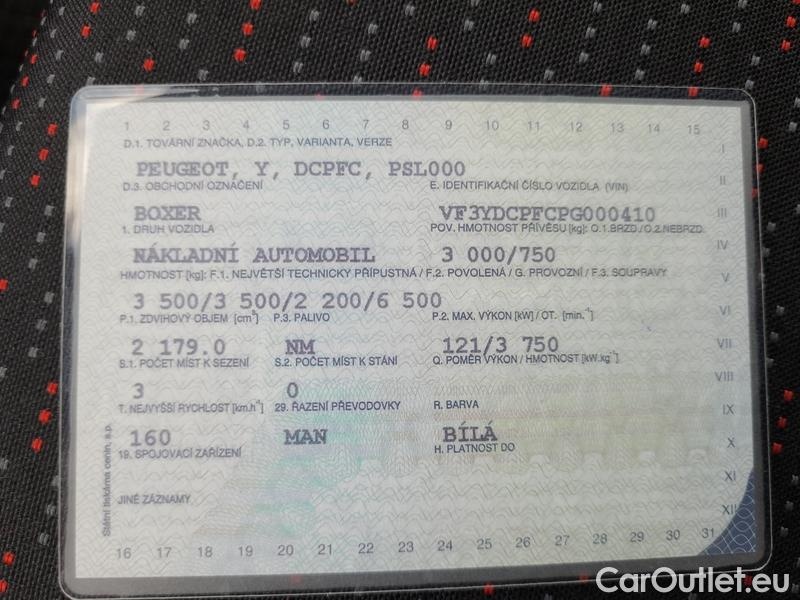 1 2 3 4 5 6 7 8 9 10 11 12 13 14 15
D.1. TOVÁRNÍ ZNAČKA, D.2. TYP, VARIANTA, VERZE
I
PEUGEOT, Y, DCPFC, PSL000
D.3. OBCHODNÍ OZNAČENÍ E. IDENTIFIKAČNÍ ČÍSLO VOZIDLA (VIN)
II
BOXER VF3YDCPFCPG000410
III
1. DRUH VOZIDLA POV. HMOTNOST PŘÍVĚSU [kg]: O.1 BRZD./O.2 NEBRZD.
NÁKLADNÍ AUTOMOBIL 3 000/750
IV
HMOTNOST [kg]: F.1. NEJVĚTŠÍ TECHNICKY PŘÍPUSTNÁ / F.2. POVOLENÁ / G. PROVOZNÍ / F.3. SOUPRAVY
V
3 500/3 500/2 200/6 500
P.1. ZDVIHOVÝ OBJEM [cm³] P.3. PALIVO P.2. MAX. VÝKON [kW] / OT. [min.⁻¹]
VI
2 179.0 NM 121/3 750
VII
S.1. POČET MÍST K SEZENÍ S.2. POČET MÍST K STÁNÍ Q. POMĚR VÝKON / HMOTNOST [kW.kg⁻¹]
VIII
3 0
T. NEJVYŠŠÍ RYCHLOST [km.h⁻¹] 29. ŘAZENÍ PŘEVODOVKY R. BARVA
IX
160 MAN BÍLÁ
X
19. SPOJOVACÍ ZAŘÍZENÍ H. PLATNOST DO
XI
JINÉ ZÁZNAMY
XII
16 17 18 19 20 21 22 23 24 25 26 27 28 29 30 31
Státní tiskárna cenin, s.p.
CarOutlet.eu